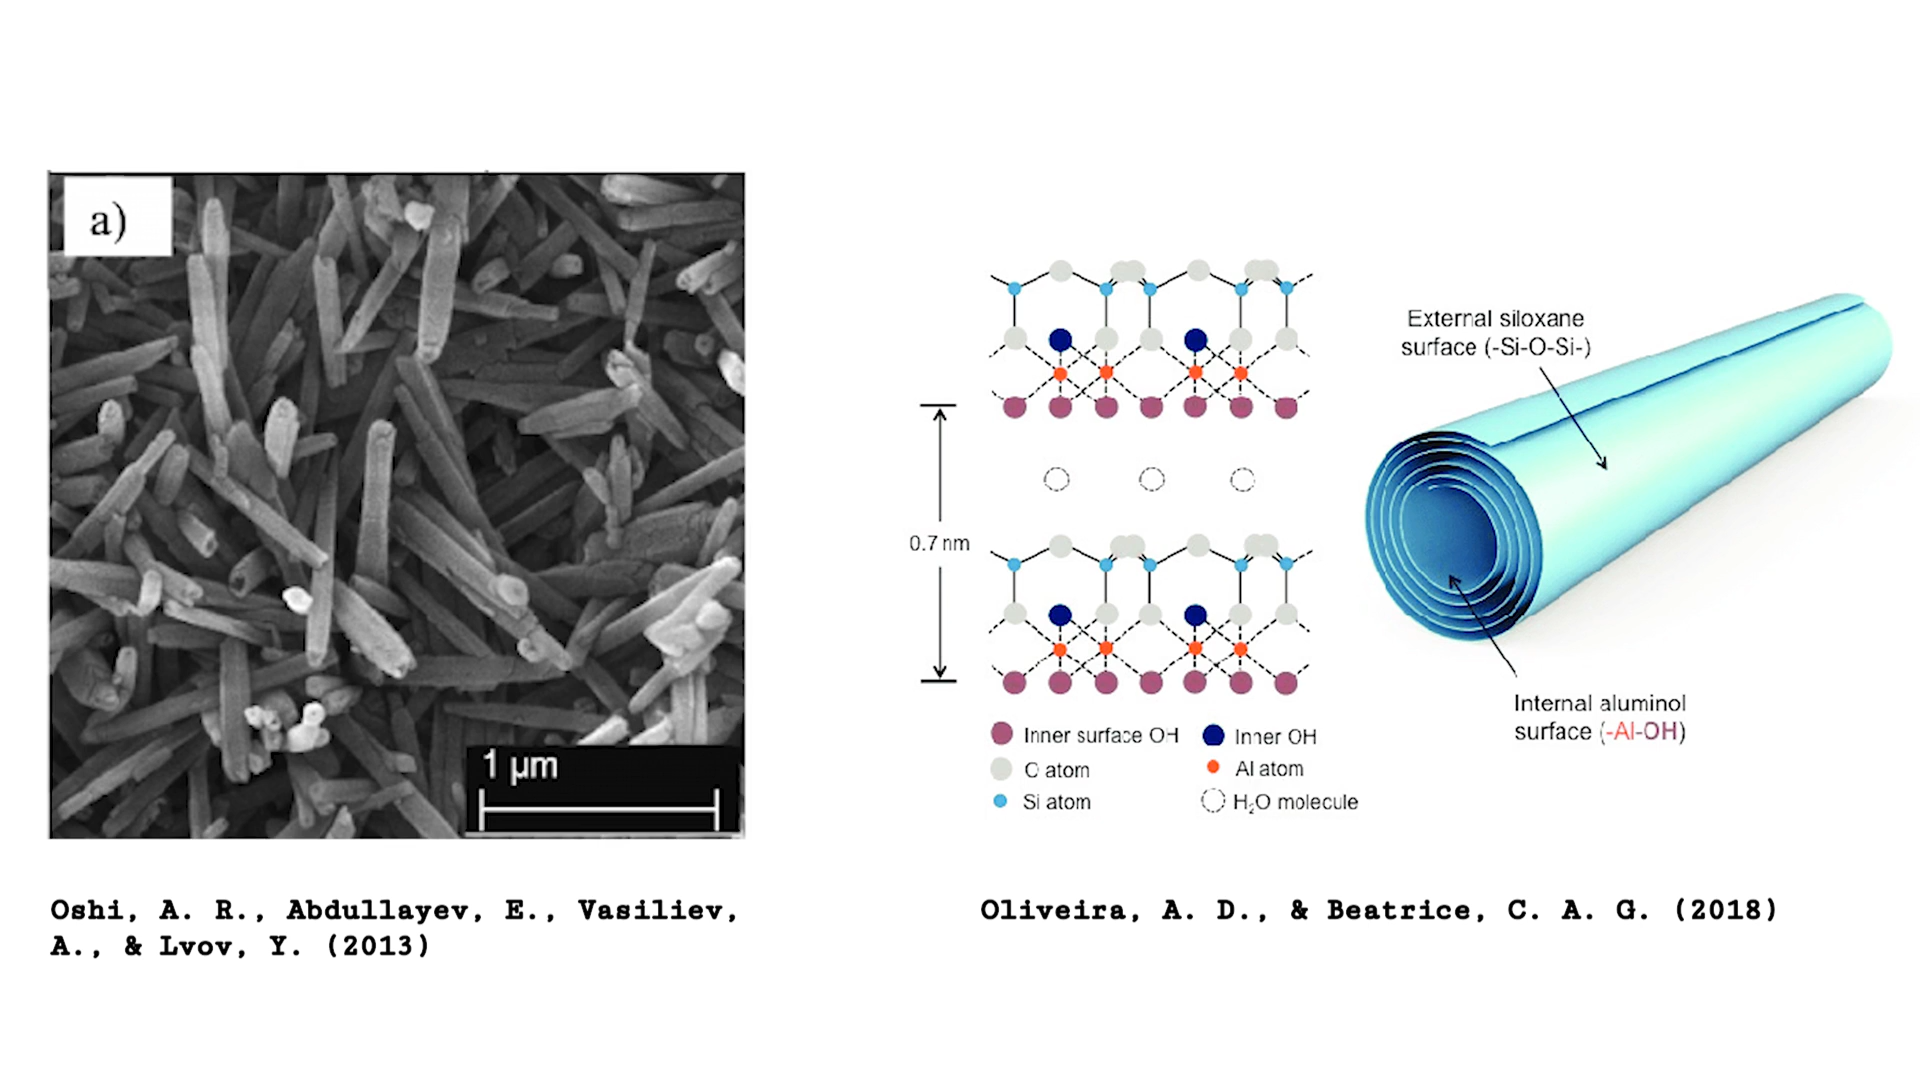 a)
1 µm
Oshi, A. R., Abdullayev, E., Vasiliev,
A., & Lvov, Y. (2013)
0.7 nm
Inner surface OH
Inner OH
O atom
Al atom
Si atom
H₂O molecule
External siloxane
surface (-Si-O-Si-)
Internal aluminol
surface (-Al-OH)
Oliveira, A. D., & Beatrice, C. A. G. (2018)